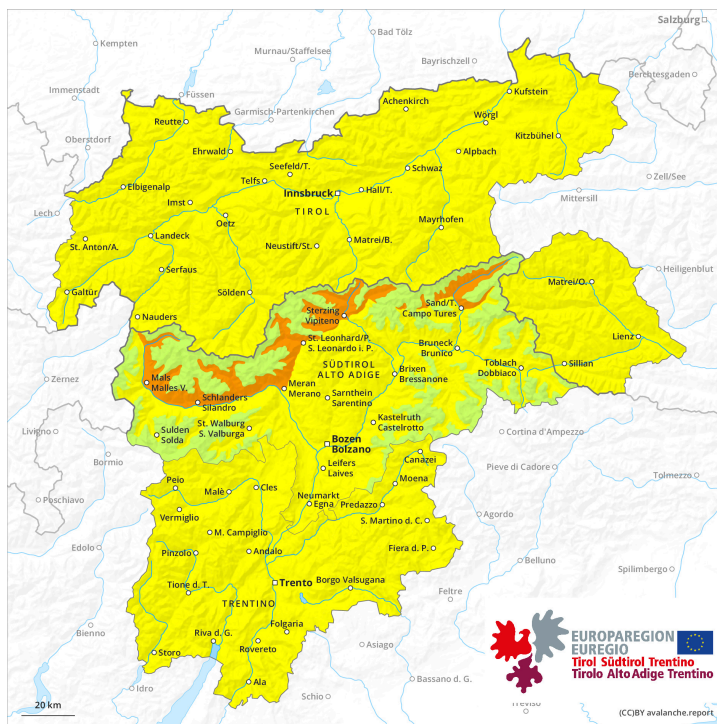 Salzburg
Kempten
Bad Tölz
Murnau/Staffelsee
Bayrischzell
Berchtesgaden
Immenstadt
Füssen
Garmisch-Partenkirchen
Achenkirch
Kufstein
Reutte
Wörgl
Oberstdorf
Ehrwald
Kitzbühel
Seefeld/T.
Alpbach
Telfs
Schwaz
Zell/See
Elbigenalp
Innsbruck
Hall/T.
Mittersill
Imst
TIROL
Lech
Oetz
Mayrhofen
St. Anton/A.
Landeck
Neustift/St.
Matrei/B.
Serfaus
Heiligenblut
Galtür
Sölden
Matrei/O.
Sand/T.
Campo Tures
Nauders
Sterzing
Vipiteno
Lienz
St. Leonhard/P.
S. Leonardo i. P.
Bruneck
Brunico
Toblach
Dobbiaco
Sillian
SÜDTIROL
ALTO ADIGE
Brixen
Bressanone
Zernez
Mals
Malles V.
Meran
Merano
Schlanders
Silandro
Sarnthein
Sarentino
St. Walburg
S. Valburga
Kastelruth
Castelrotto
Livigno
Sulden
Solda
Cortina d'Ampezzo
Bozen
Bolzano
Bormio
Canazei
Pieve di Cadore
Leifers
Laives
Tolmezzo
Poschiavo
Peio
Malè
Cles
Moena
Neumarkt
Egna
Predazzo
Vermiglio
Agordo
M. Campiglio
S. Martino d. C.
Edolo
Pinzolo
Andalo
Fiera d. P.
Belluno
Spilimbergo
Tione d. T.
Trento
Borgo Valsugana
Feltre
TRENTINO
Bienno
Riva d. G.
Folgaria
Storo
Rovereto
Asiago
Ala
Bassano d. G.
Idro
Schio
Treviso
EUROPAREGION
EUREGIO
Tirol Südtirol Trentino
Tirolo Alto Adige Trentino
20 km
(CC)BY avalanche.report